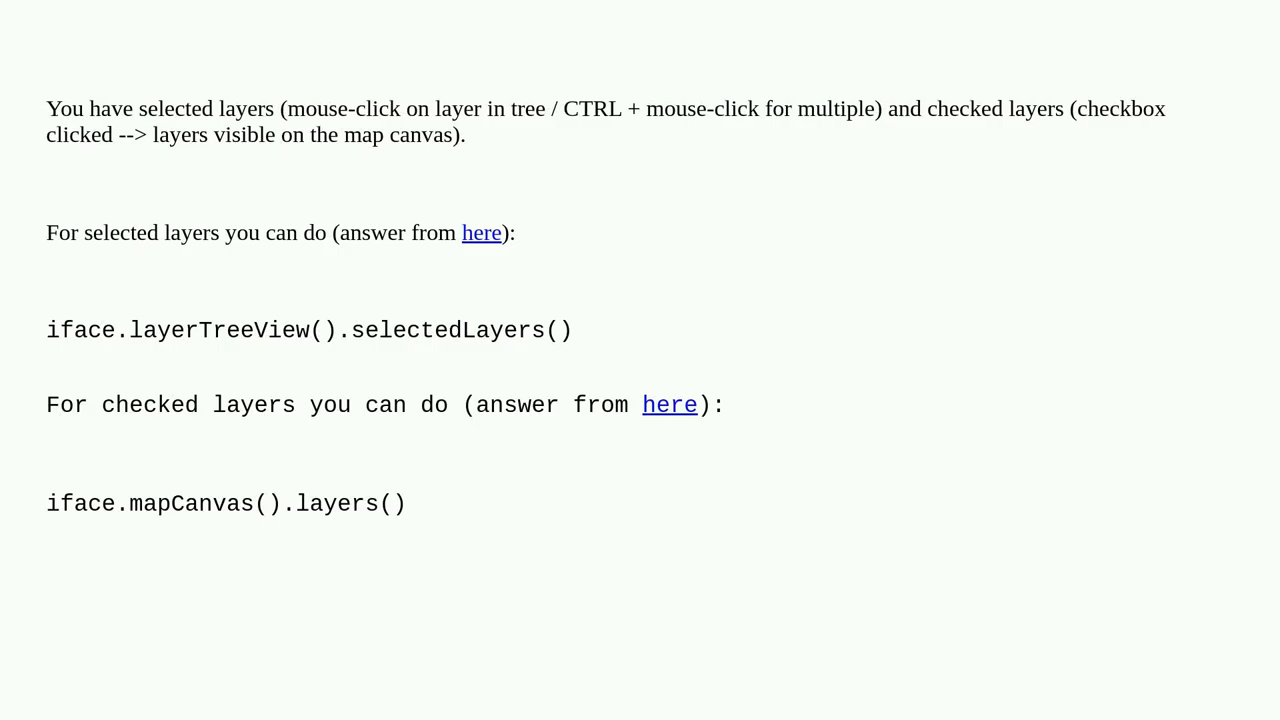 You have selected layers (mouse-click on layer in tree / CTRL + mouse-click for multiple) and checked layers (checkbox
clicked --> layers visible on the map canvas).
For selected layers you can do (answer from here):
iface.layerTreeView().selectedLayers()
For checked layers you can do (answer from here):
iface.mapCanvas().layers()